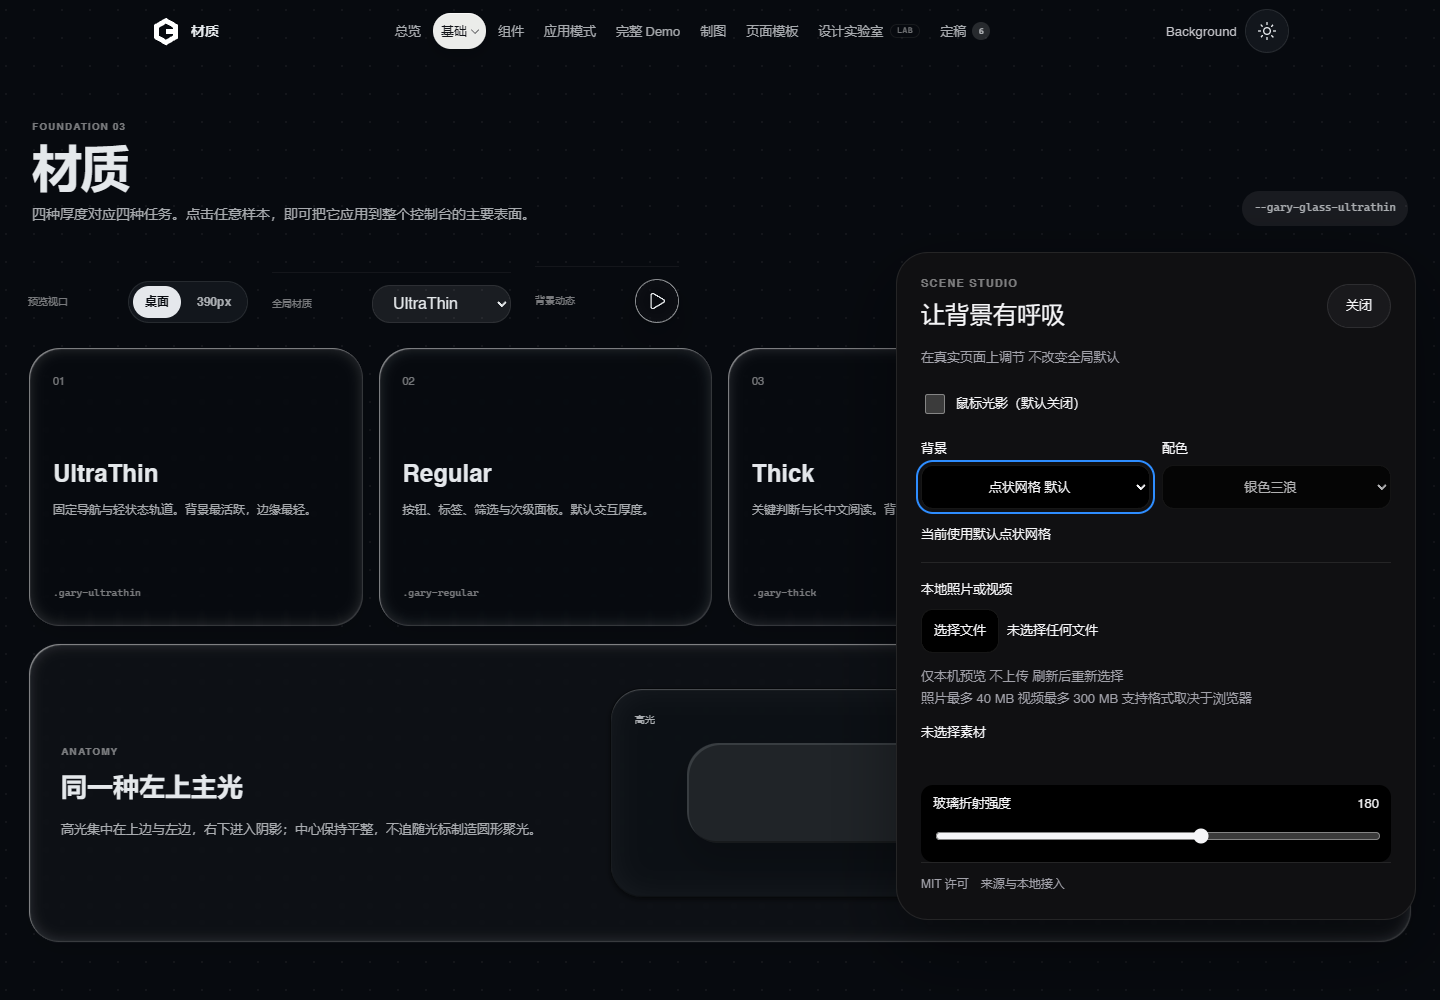 材质
总览
基础
组件
应用模式
完整 Demo
制图
页面模板
设计实验室 LAB
定稿 6
Background
FOUNDATION 03
材质
四种厚度对应四种任务。点击任意样本，即可把它应用到整个控制台的主要表面。
--gary-glass-ultrathin
预览视口
桌面
390px
全局材质
UltraThin
背景动态
01
UltraThin
固定导航与轻状态轨道。背景最活跃，边缘最轻。
.gary-ultrathin
02
Regular
按钮、标签、筛选与次级面板。默认交互厚度。
.gary-regular
03
Thick
关键判断与长中文阅读。背
.gary-thick
ANATOMY
同一种左上主光
高光集中在上边与左边，右下进入阴影；中心保持平整，不追随光标制造圆形聚光。
高光
SCENE STUDIO
让背景有呼吸
关闭
在真实页面上调节 不改变全局默认
鼠标光影（默认关闭）
背景
配色
点状网格 默认
银色三浪
当前使用默认点状网格
本地照片或视频
选择文件 未选择任何文件
仅本机预览 不上传 刷新后重新选择
照片最多 40 MB 视频最多 300 MB 支持格式取决于浏览器
未选择素材
玻璃折射强度
180
MIT 许可 来源与本地接入